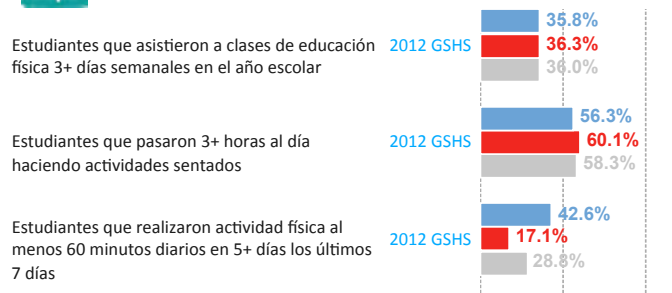 35.8%
Estudiantes que asistieron a clases de educación 2012 GSHS 36.3%
física 3+ días semanales en el año escolar 36.0%
56.3%
Estudiantes que pasaron 3+ horas al día 2012 GSHS 60.1%
haciendo actividades sentados 58.3%
42.6%
Estudiantes que realizaron actividad física al
menos 60 minutos diarios en 5+ días los últimos 2012 GSHS 17.1%
7 días 28.8%